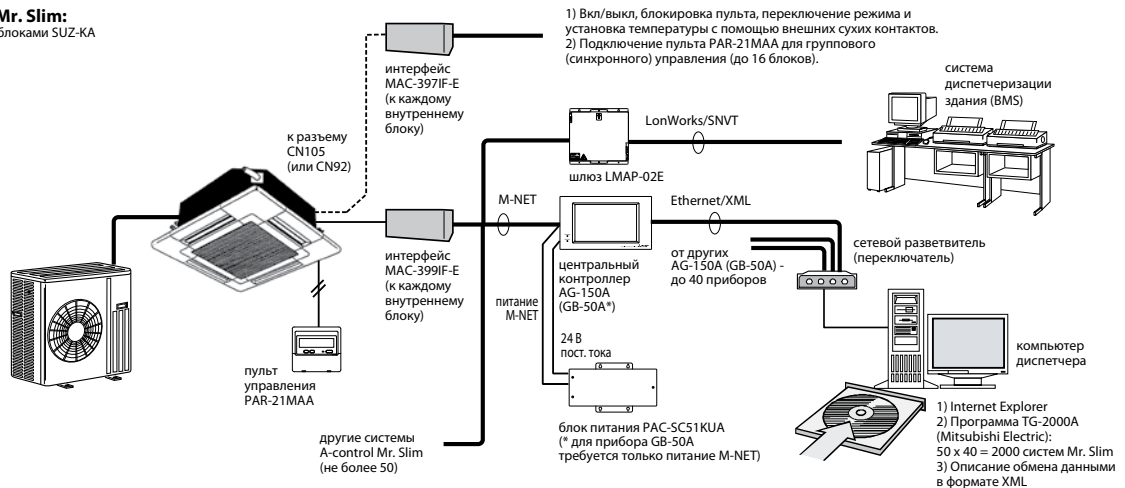 Mr. Slim:
блоками SUZ-KA
1) Вкл/выкл, блокировка пульта, переключение режима и
установка температуры с помощью внешних сухих контактов.
2) Подключение пульта PAR-21MAA для группового
(синхронного) управления (до 16 блоков).
интерфейс
MAC-397IF-E
(к каждому
внутреннему
блоку)
система
диспетчеризации
здания (BMS)
к разъему
CN105
(или CN92)
LonWorks/SNVT
шлюз LMAP-02E
M-NET
Ethernet/XML
интерфейс
MAC-399IF-E
(к каждому
внутреннему
блоку)
центральный
контроллер
AG-150A
(GB-50A*)
от других
AG-150A (GB-50A) -
до 40 приборов
сетевой разветвитель
(переключатель)
питание
M-NET
24 В
пост. тока
пульт
управления
PAR-21MAA
компьютер
диспетчера
блок питания PAC-SC51KUA
(* для прибора GB-50A
требуется только питание M-NET)
другие системы
A-control Mr. Slim
(не более 50)
1) Internet Explorer
2) Программа TG-2000A
(Mitsubishi Electric):
50 x 40 = 2000 систем Mr. Slim
3) Описание обмена данными
в формате XML